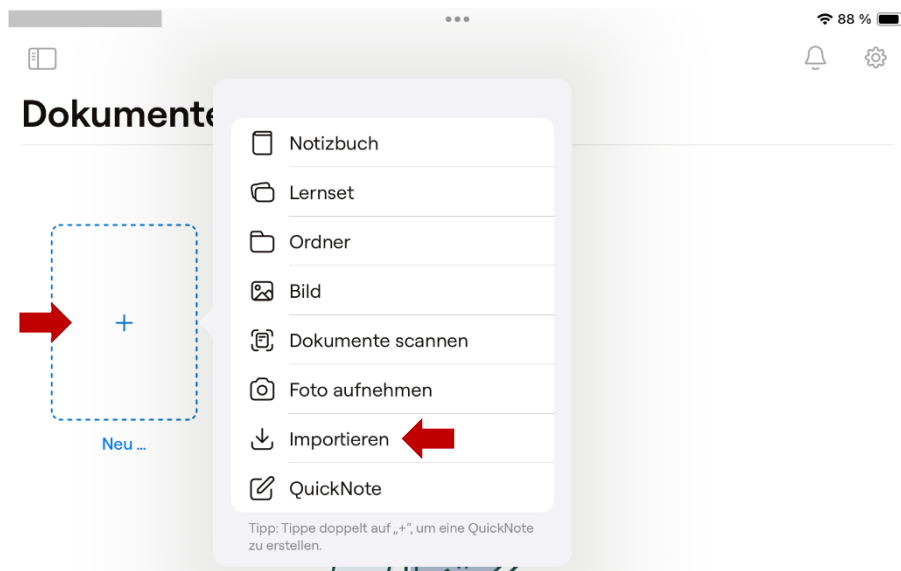 88 %
Dokumente
Notizbuch
Lernset
Ordner
Bild
Dokumente scannen
Foto aufnehmen
Importieren
QuickNote
Neu ...
Tipp: Tippe doppelt auf „+“, um eine QuickNote
zu erstellen.